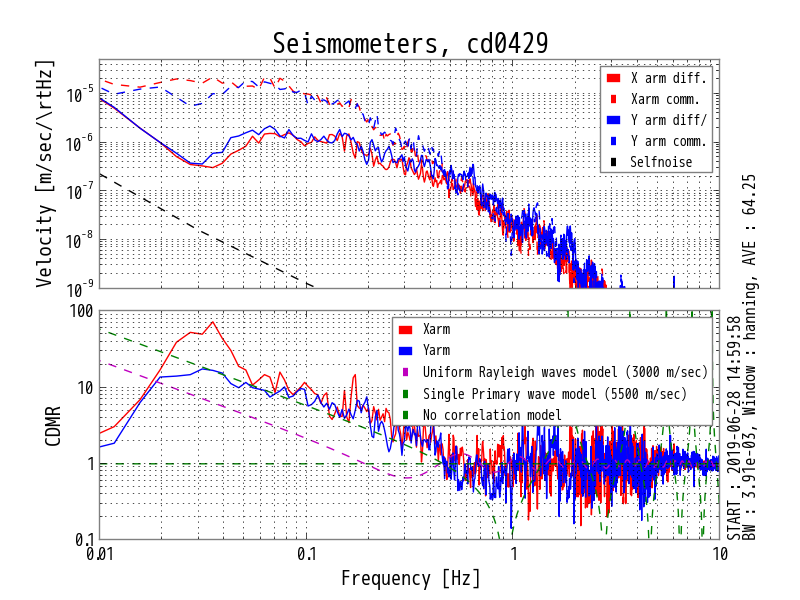 Seismometers, cd0429
Velocity [m/sec/\rtHz]
10^-5
10^-6
10^-7
10^-8
10^-9
X arm diff.
Xarm comm.
Y arm diff/
Y arm comm.
Selfnoise
CDMR
100
10
1
0.1
Xarm
Yarm
Uniform Rayleigh waves model (3000 m/sec)
Single Primary wave model (5500 m/sec)
No correlation model
0.01 0.1 1 10
Frequency [Hz]
START : 2019-06-28 14:59:58
BW : 3.91e-03, Window : hanning, AVE : 64.25